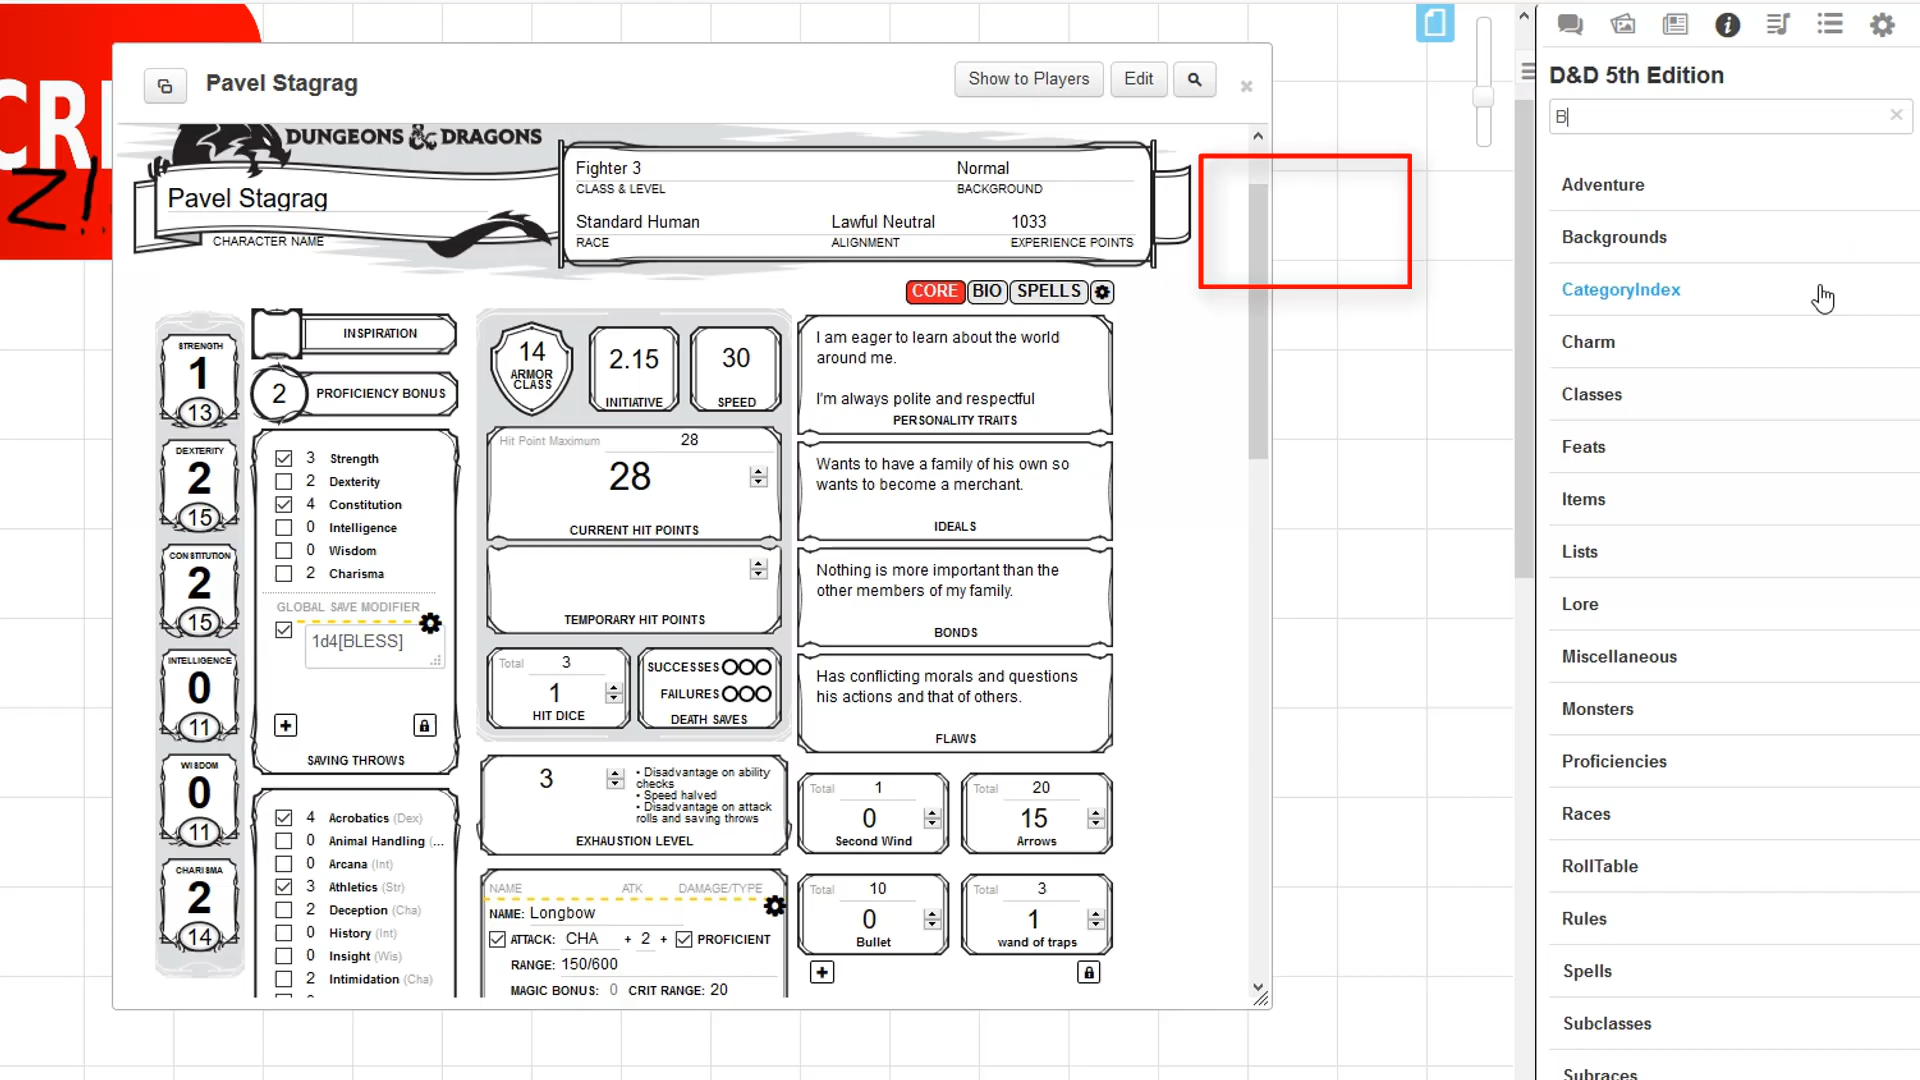 CRI
Z!
Pavel Stagrag
Show to Players
Edit
DUNGEONS & DRAGONS
Pavel Stagrag
CHARACTER NAME
Fighter 3
CLASS & LEVEL
Normal
BACKGROUND
Standard Human
RACE
Lawful Neutral
ALIGNMENT
1033
EXPERIENCE POINTS
CORE
BIO
SPELLS
STRENGTH
1
13
DEXTERITY
2
15
CONSTITUTION
2
15
INTELLIGENCE
0
11
WISDOM
0
11
CHARISMA
2
14
INSPIRATION
2
PROFICIENCY BONUS
3 Strength
2 Dexterity
4 Constitution
0 Intelligence
0 Wisdom
2 Charisma
GLOBAL SAVE MODIFIER
1d4[BLESS]
SAVING THROWS
4 Acrobatics (Dex)
0 Animal Handling (...
0 Arcana (Int)
3 Athletics (Str)
2 Deception (Cha)
0 History (Int)
0 Insight (Wis)
2 Intimidation (Cha)
14
ARMOR
CLASS
2.15
INITIATIVE
30
SPEED
Hit Point Maximum 28
28
CURRENT HIT POINTS
TEMPORARY HIT POINTS
Total 3
1
HIT DICE
SUCCESSES
FAILURES
DEATH SAVES
3
• Disadvantage on ability
checks
• Speed halved
• Disadvantage on attack
rolls and saving throws
EXHAUSTION LEVEL
NAME ATK DAMAGE/TYPE
NAME: Longbow
ATTACK: CHA + 2 + PROFICIENT
RANGE: 150/600
MAGIC BONUS: 0 CRIT RANGE: 20
I am eager to learn about the world
around me.
I'm always polite and respectful
PERSONALITY TRAITS
Wants to have a family of his own so
wants to become a merchant.
IDEALS
Nothing is more important than the
other members of my family.
BONDS
Has conflicting morals and questions
his actions and that of others.
FLAWS
Total 1
0
Second Wind
Total 20
15
Arrows
Total 10
0
Bullet
Total 3
1
wand of traps
D&D 5th Edition
B
Adventure
Backgrounds
CategoryIndex
Charm
Classes
Feats
Items
Lists
Lore
Miscellaneous
Monsters
Proficiencies
Races
RollTable
Rules
Spells
Subclasses
Subraces